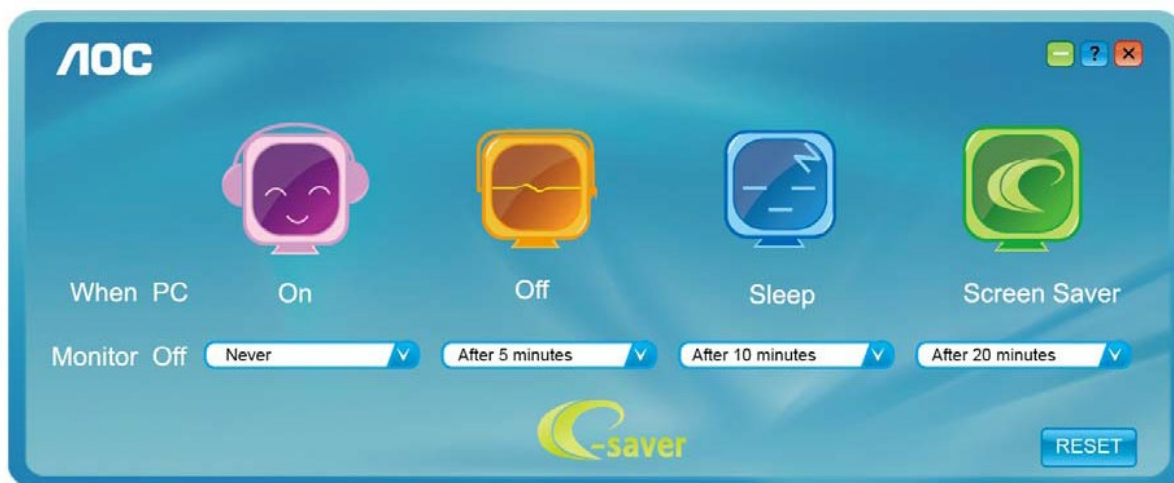 AOC
?
When PC On Off Sleep Screen Saver
Monitor Off Never After 5 minutes After 10 minutes After 20 minutes
e-saver
RESET